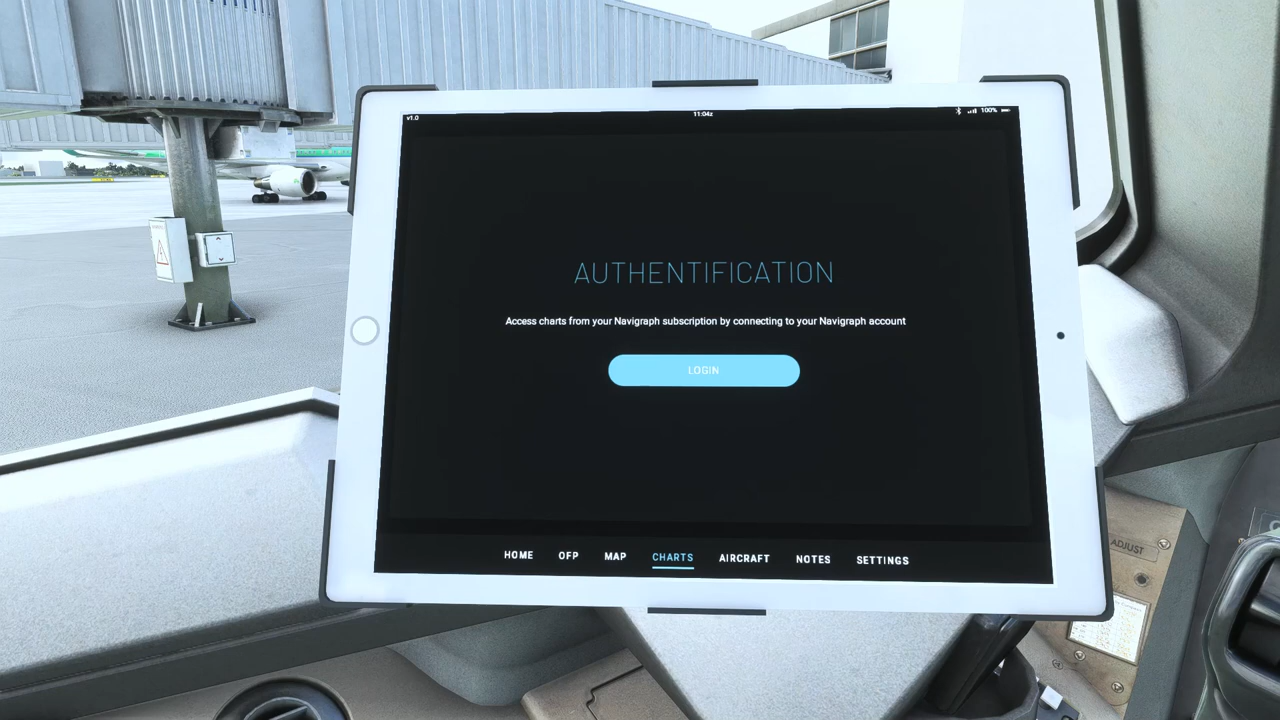 v1.0
11:04z
100%
AUTHENTIFICATION
Access charts from your Navigraph subscription by connecting to your Navigraph account
LOGIN
HOME OFP MAP CHARTS AIRCRAFT NOTES SETTINGS
ADJUST